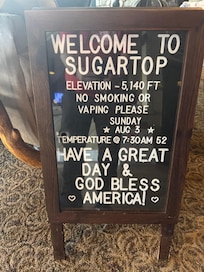 WELCOME TO
SUGARTOP
ELEVATION - 5,140 FT
NO SMOKING OR
VAPING PLEASE
SUNDAY
AUG 3
TEMPERATURE @ 7:30AM 52
HAVE A GREAT
DAY &
GOD BLESS
AMERICA!